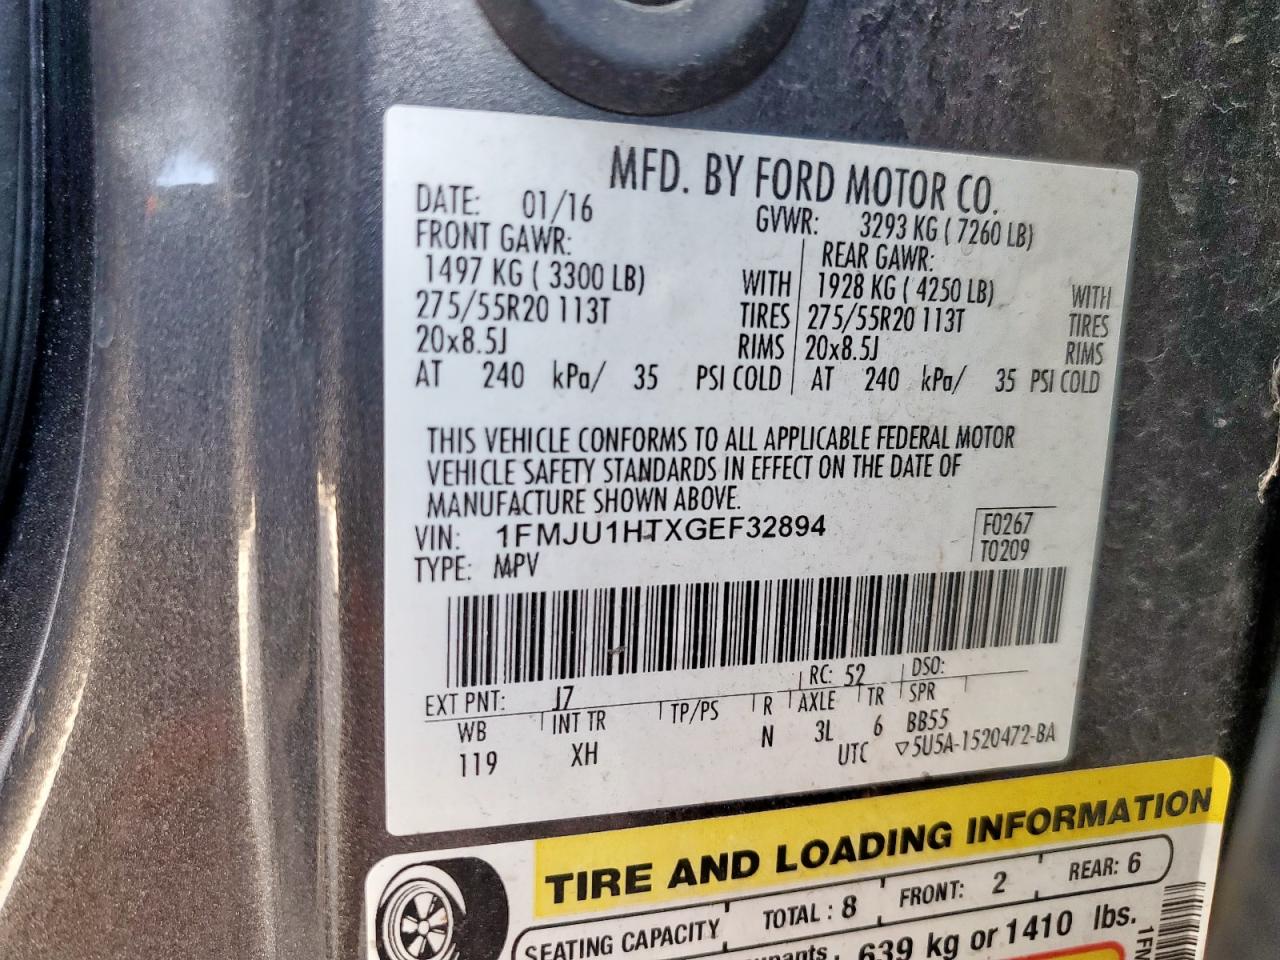 MFD. BY FORD MOTOR CO.
DATE: 01/16 GVWR: 3293 KG ( 7260 LB)
FRONT GAWR: REAR GAWR:
1497 KG ( 3300 LB) WITH 1928 KG ( 4250 LB) WITH
275/55R20 113T TIRES 275/55R20 113T TIRES
20x8.5J RIMS 20x8.5J RIMS
AT 240 kPa/ 35 PSI COLD AT 240 kPa/ 35 PSI COLD
THIS VEHICLE CONFORMS TO ALL APPLICABLE FEDERAL MOTOR
VEHICLE SAFETY STANDARDS IN EFFECT ON THE DATE OF
MANUFACTURE SHOWN ABOVE.
VIN: 1FMJU1HTXGEF32894 F0267
TYPE: MPV T0209
EXT PNT: J7 RC: 52 DSO:
WB INT TR TP/PS R AXLE TR SPR
119 XH N 3L 6 BB55
UTC ▽5U5A-1520472-BA
TIRE AND LOADING INFORMATION
SEATING CAPACITY TOTAL : 8 FRONT: 2 REAR: 6
639 kg or 1410 lbs.